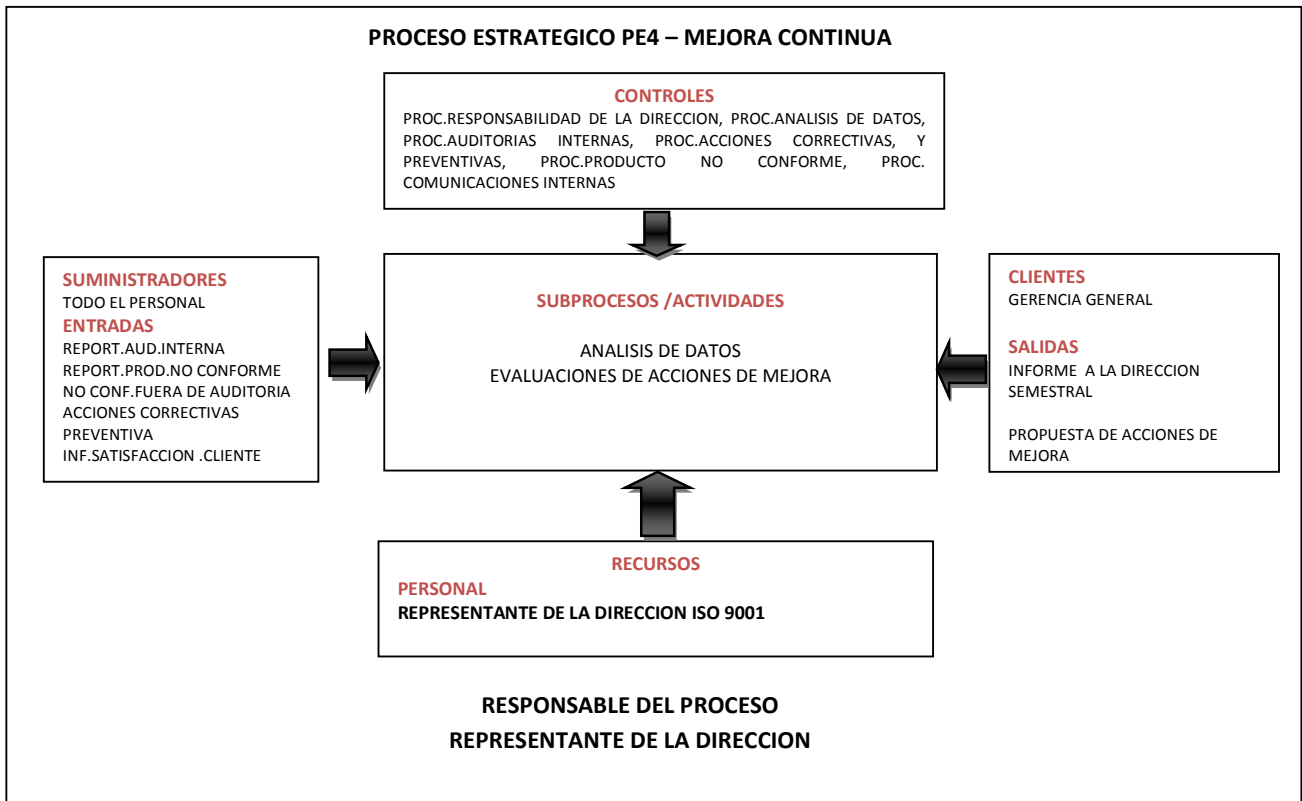 PROCESO ESTRATEGICO PE4 – MEJORA CONTINUA
CONTROLES
PROC.RESPONSABILIDAD DE LA DIRECCION, PROC.ANALISIS DE DATOS,
PROC.AUDITORIAS INTERNAS, PROC.ACCIONES CORRECTIVAS, Y
PREVENTIVAS, PROC.PRODUCTO NO CONFORME, PROC.
COMUNICACIONES INTERNAS
SUMINISTRADORES
TODO EL PERSONAL
ENTRADAS
REPORT.AUD.INTERNA
REPORT.PROD.NO CONFORME
NO CONF.FUERA DE AUDITORIA
ACCIONES CORRECTIVAS
PREVENTIVA
INF.SATISFACCION .CLIENTE
SUBPROCESOS /ACTIVIDADES
ANALISIS DE DATOS
EVALUACIONES DE ACCIONES DE MEJORA
CLIENTES
GERENCIA GENERAL
SALIDAS
INFORME A LA DIRECCION
SEMESTRAL
PROPUESTA DE ACCIONES DE
MEJORA
RECURSOS
PERSONAL
REPRESENTANTE DE LA DIRECCION ISO 9001
RESPONSABLE DEL PROCESO
REPRESENTANTE DE LA DIRECCION